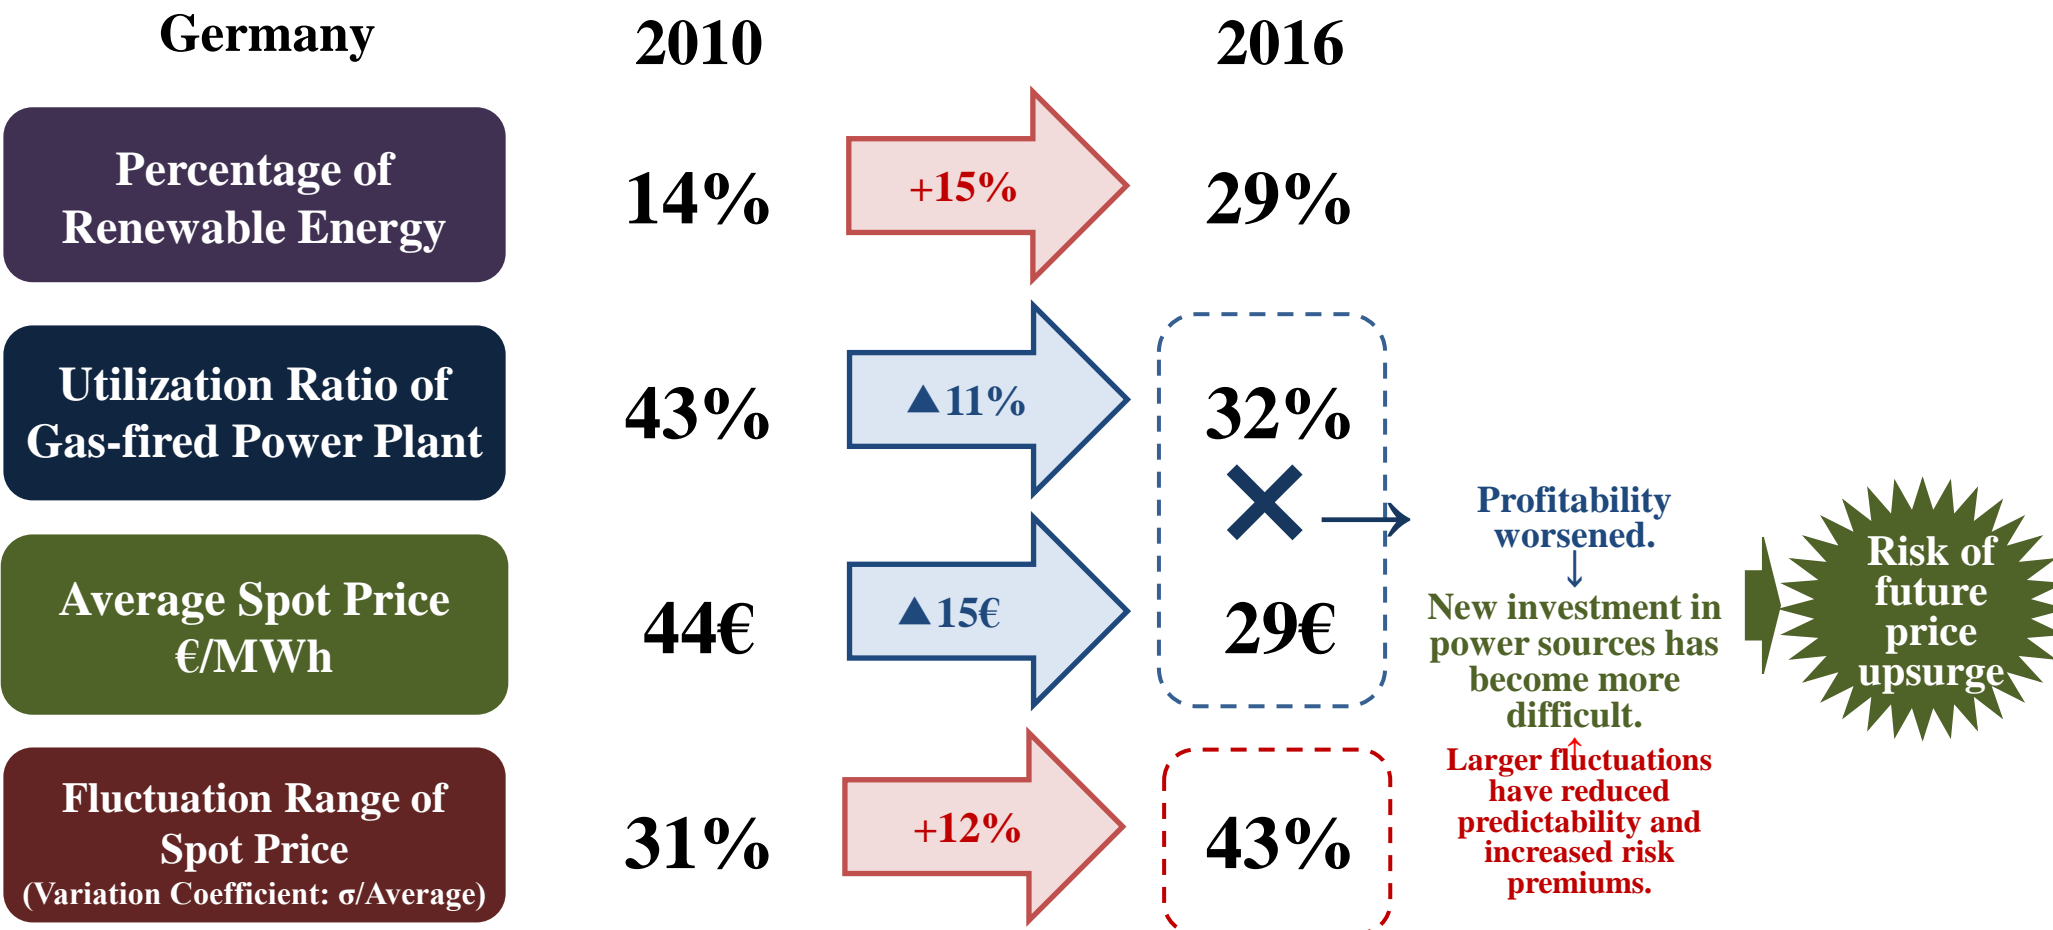 Germany
2010
2016
Percentage of
Renewable Energy
14%
+15%
29%
Utilization Ratio of
Gas-fired Power Plant
43%
▲11%
32%
×
Average Spot Price
€/MWh
44€
▲15€
29€
Fluctuation Range of
Spot Price
(Variation Coefficient: σ/Average)
31%
+12%
43%
Profitability
worsened.
↓
New investment in
power sources has
become more
difficult.
↑
Larger fluctuations
have reduced
predictability and
increased risk
premiums.
Risk of
future
price
upsurge